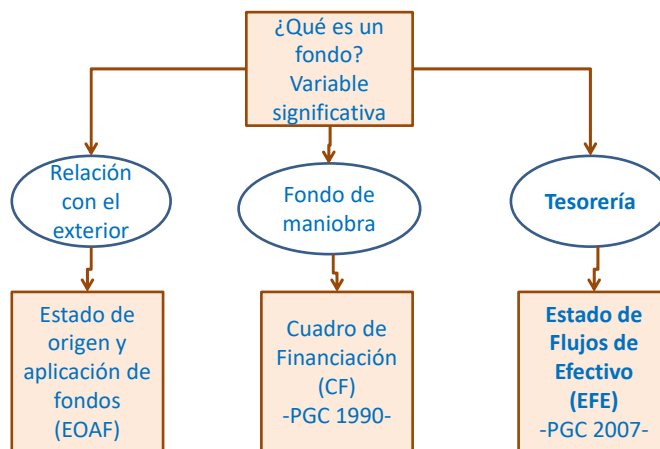 ¿Qué es un
fondo?
Variable
significativa
Relación
con el
exterior
Fondo de
maniobra
Tesorería
Estado de
origen y
aplicación de
fondos
(EOAF)
Cuadro de
Financiación
(CF)
-PGC 1990-
Estado de
Flujos de
Efectivo
(EFE)
-PGC 2007-